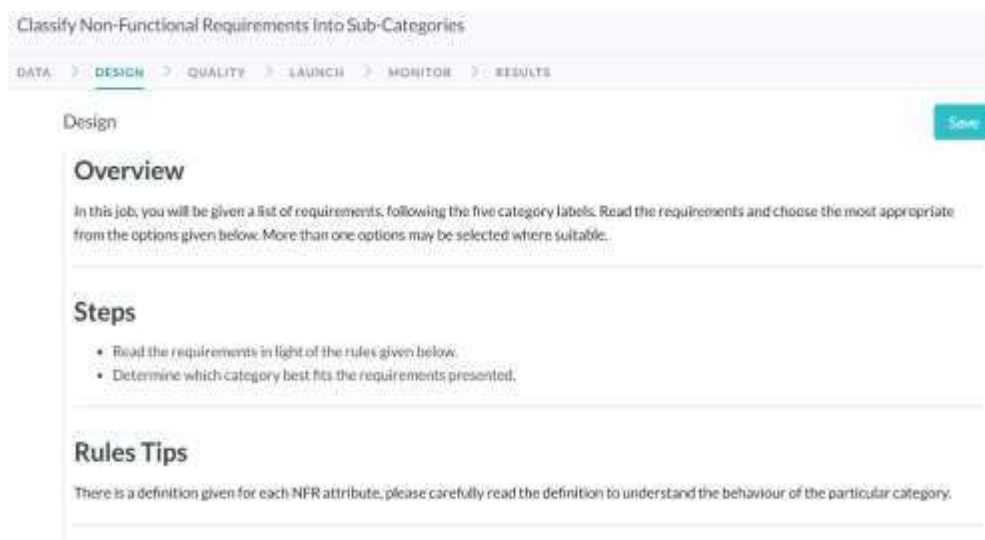 Classify Non-Functional Requirements Into Sub-Categories
DATA > DESIGN > QUALITY > LAUNCH > MONITOR > RESULTS
Design
Save
Overview
In this job, you will be given a list of requirements, following the five category labels. Read the requirements and choose the most appropriate
from the options given below. More than one options may be selected where suitable.
Steps
• Read the requirements in light of the rules given below.
• Determine which category best fits the requirements presented.
Rules Tips
There is a definition given for each NFR attribute, please carefully read the definition to understand the behaviour of the particular category.